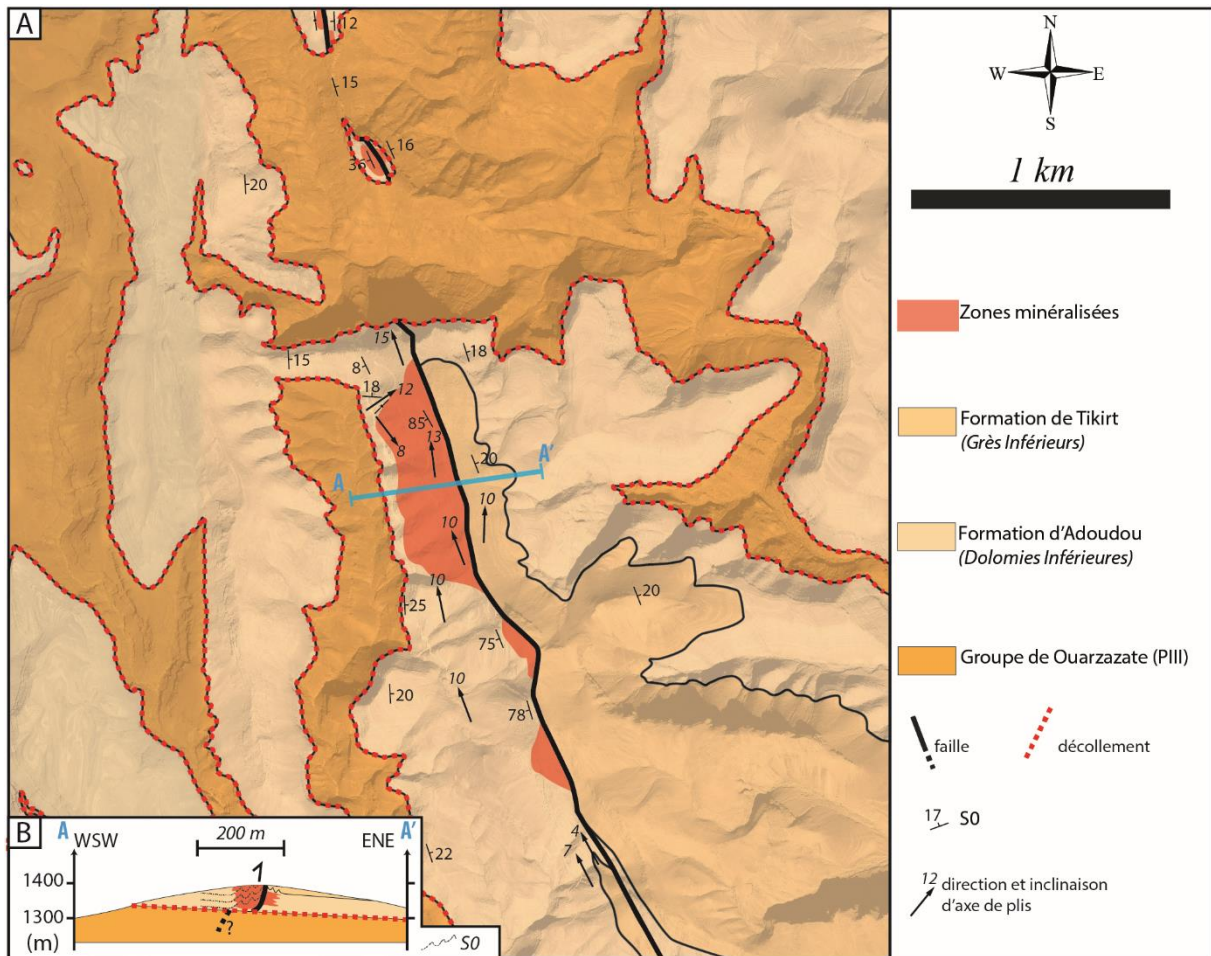 A
12
15
16
36
20
15
18
15
8
18
12
85
13
8
A
A'
20
10
10
10
25
20
75
10
20
78
4
7
22
B
A
WSW
200 m
ENE
A'
1400
1300
(m)
?
S0
N
W
E
S
1 km
Zones minéralisées
Formation de Tikirt
(Grès Inférieurs)
Formation d'Adoudou
(Dolomies Inférieures)
Groupe de Ouarzazate (PIII)
faille
décollement
17
S0
12
direction et inclinaison
d'axe de plis